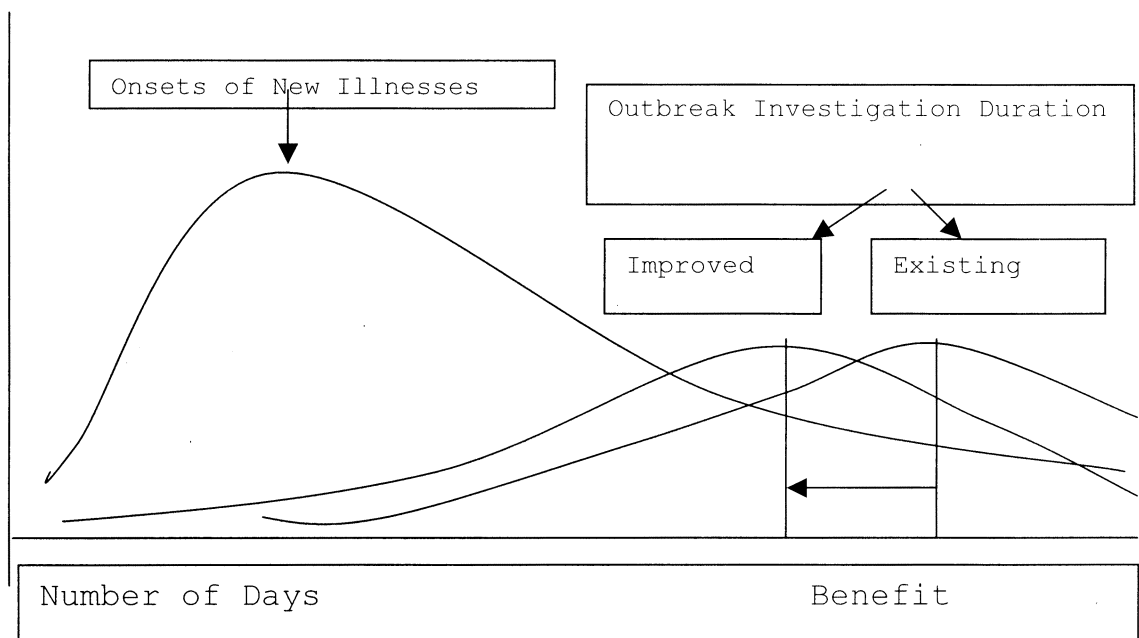 Onsets of New Illnesses
Outbreak Investigation Duration
Improved
Existing
Number of Days
Benefit